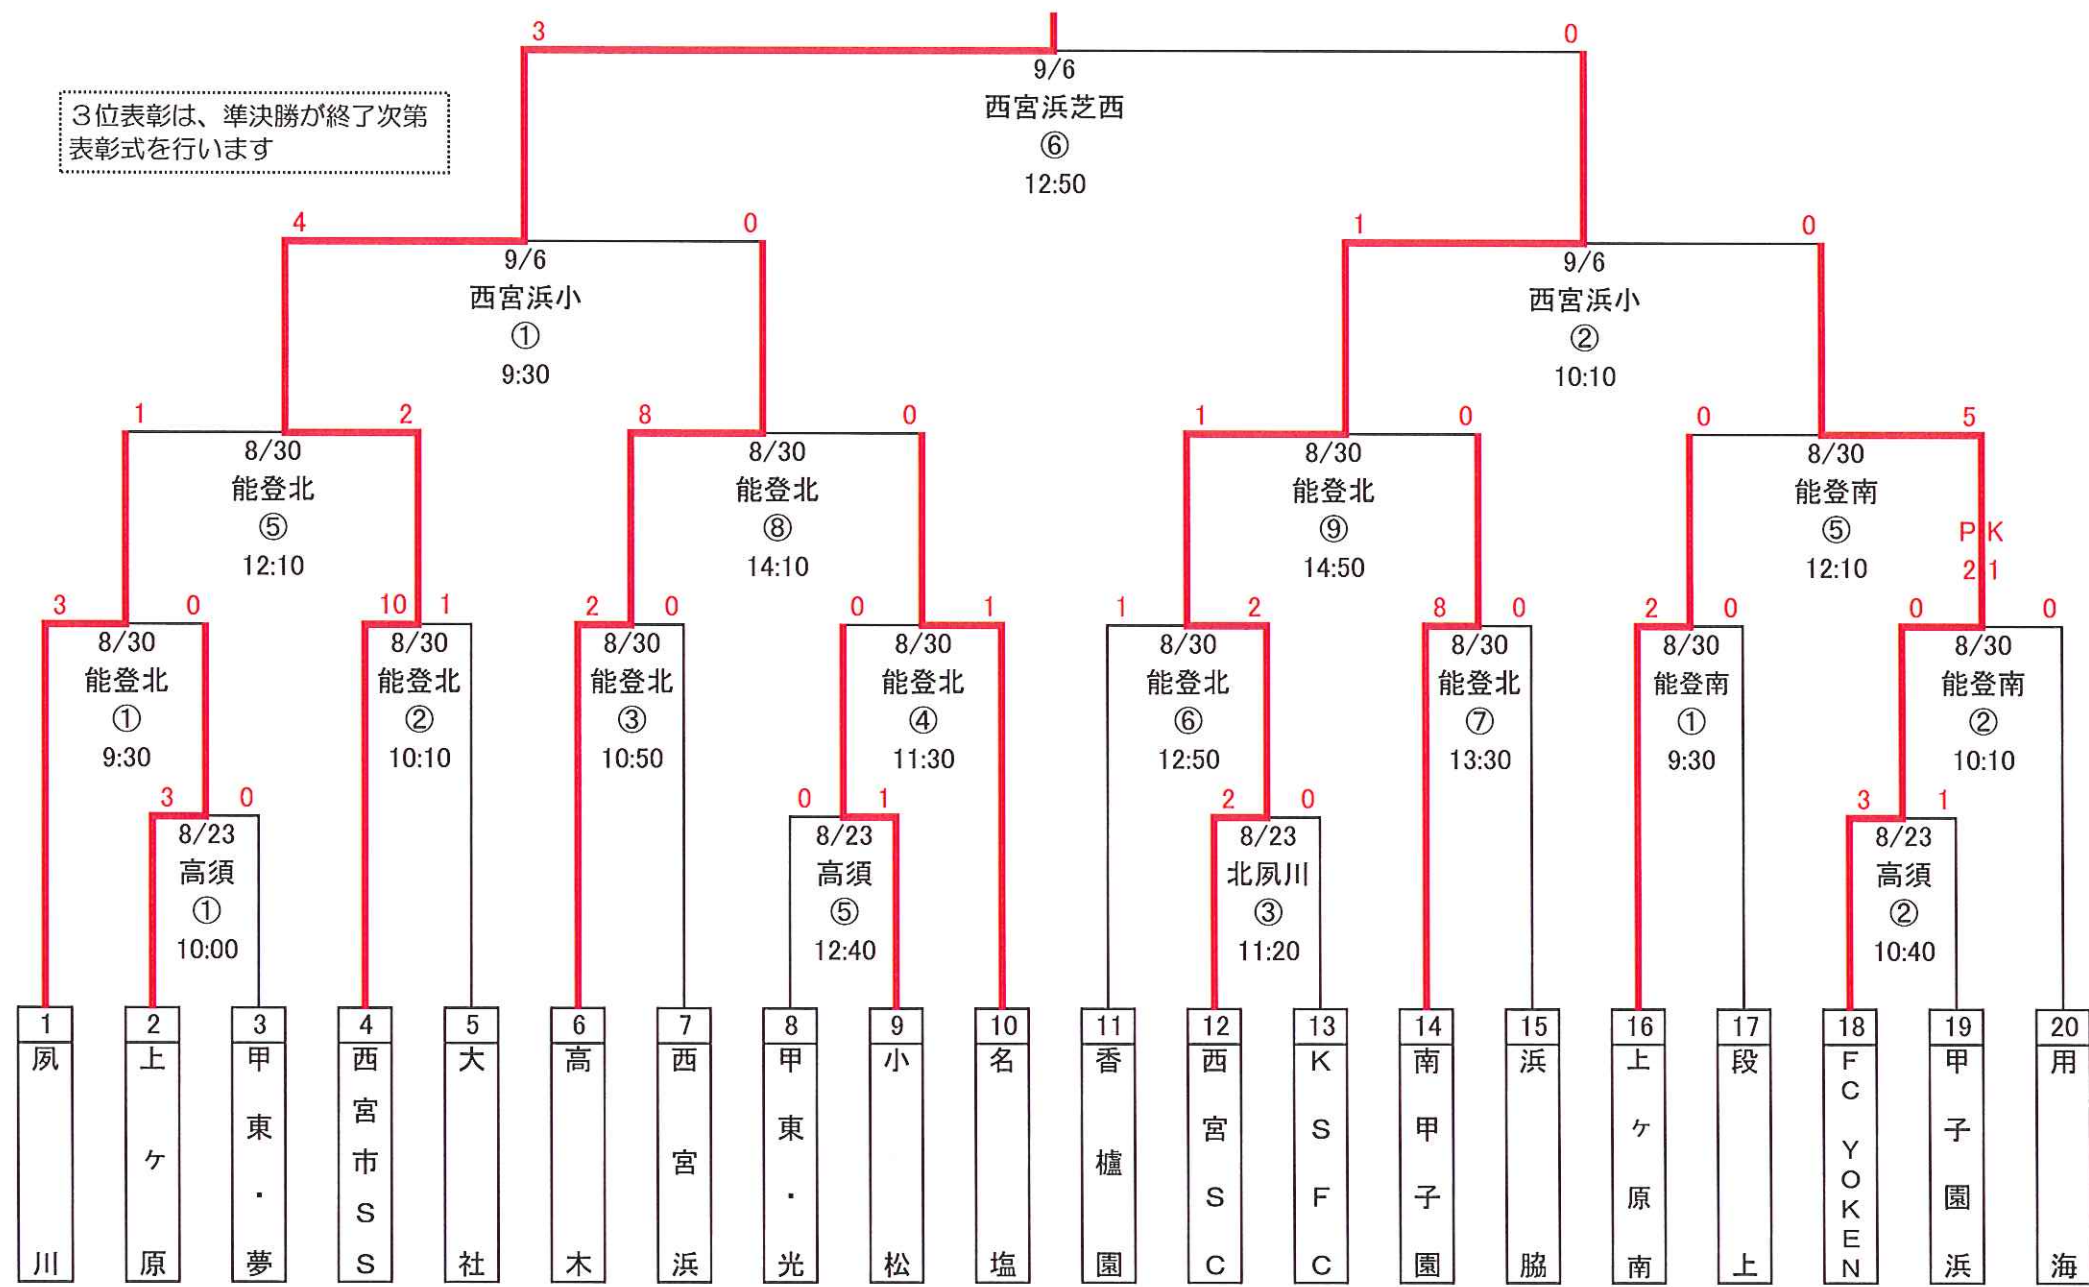 3 0
9/6
西宮浜芝西
⑥
12:50
３位表彰は、準決勝が終了次第
表彰式を行います
4 0 1 0
9/6 9/6
西宮浜小 西宮浜小
① ②
9:30 10:10
1 2 8 0 1 0 0 5
8/30 8/30 8/30 8/30
能登北 能登北 能登北 能登南
⑤ ⑧ ⑨ ⑤
12:10 14:10 14:50 12:10
PK
2 1
3 0 10 1 2 0 0 1 1 2 8 0 2 0 0 0
8/30 8/30 8/30 8/30 8/30 8/30 8/30 8/30
能登北 能登北 能登北 能登北 能登北 能登北 能登南 能登南
① ② ③ ④ ⑥ ⑦ ① ②
9:30 10:10 10:50 11:30 12:50 13:30 9:30 10:10
3 0 0 1 2 0 3 1
8/23 8/23 8/23 8/23
高須 高須 北夙川 高須
① ⑤ ③ ②
10:00 12:40 11:20 10:40
1 2 3 4 5 6 7 8 9 10 11 12 13 14 15 16 17 18 19 20
夙川
上ケ原
甲東・夢
西宮市SS
大社
高木
西宮浜
甲東・光
小松
名塩
香櫨園
西宮SC
KSFC
南甲子園
浜脇
上ケ原南
段上
FC YOKEN
甲子園浜
用海